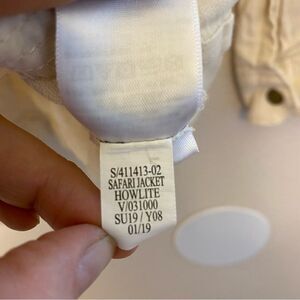 S/411413-02
SAFARI JACKET
HOWLITE
V/031000
SU19 / Y08
01/19